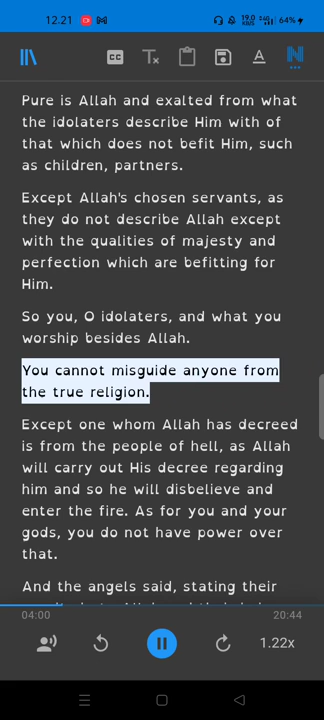 12.21
19.0 KB/S
64%
CC
A
N
Pure is Allah and exalted from what
the idolaters describe Him with of
that which does not befit Him, such
as children, partners.
Except Allah's chosen servants, as
they do not describe Allah except
with the qualities of majesty and
perfection which are befitting for
Him.
So you, O idolaters, and what you
worship besides Allah.
You cannot misguide anyone from
the true religion.
Except one whom Allah has decreed
is from the people of hell, as Allah
will carry out His decree regarding
him and so he will disbelieve and
enter the fire. As for you and your
gods, you do not have power over
that.
And the angels said, stating their
04:00
20:44
1.22x